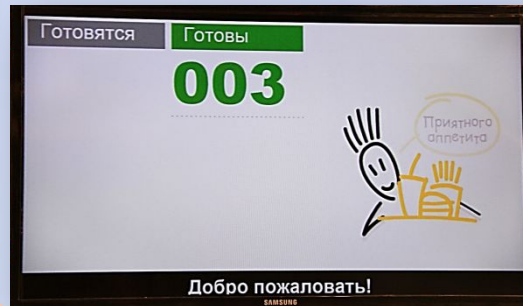 Готовятся
Готовы
003
Приятного
аппетита
Добро пожаловать!
SAMSUNG